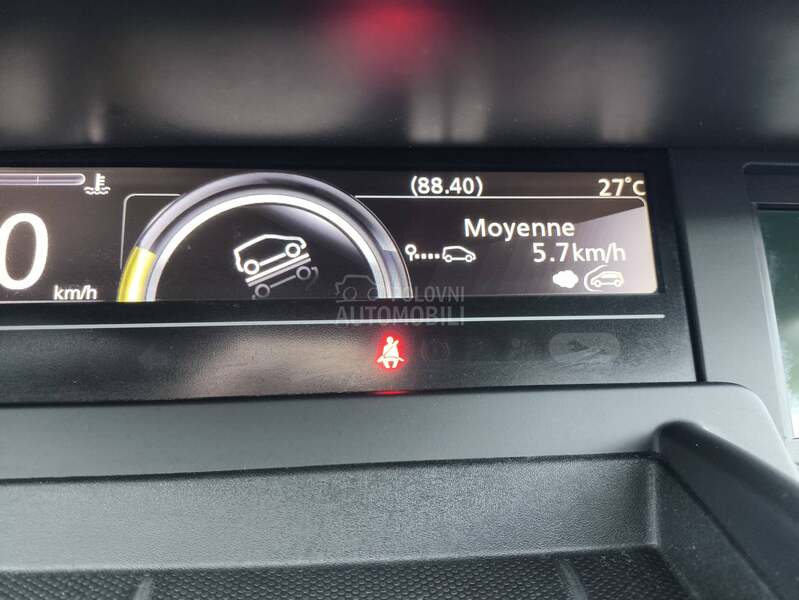 (88.40)
27°C
Moyenne
5.7km/h
0
km/h
POLOVNI
AUTOMOBILI